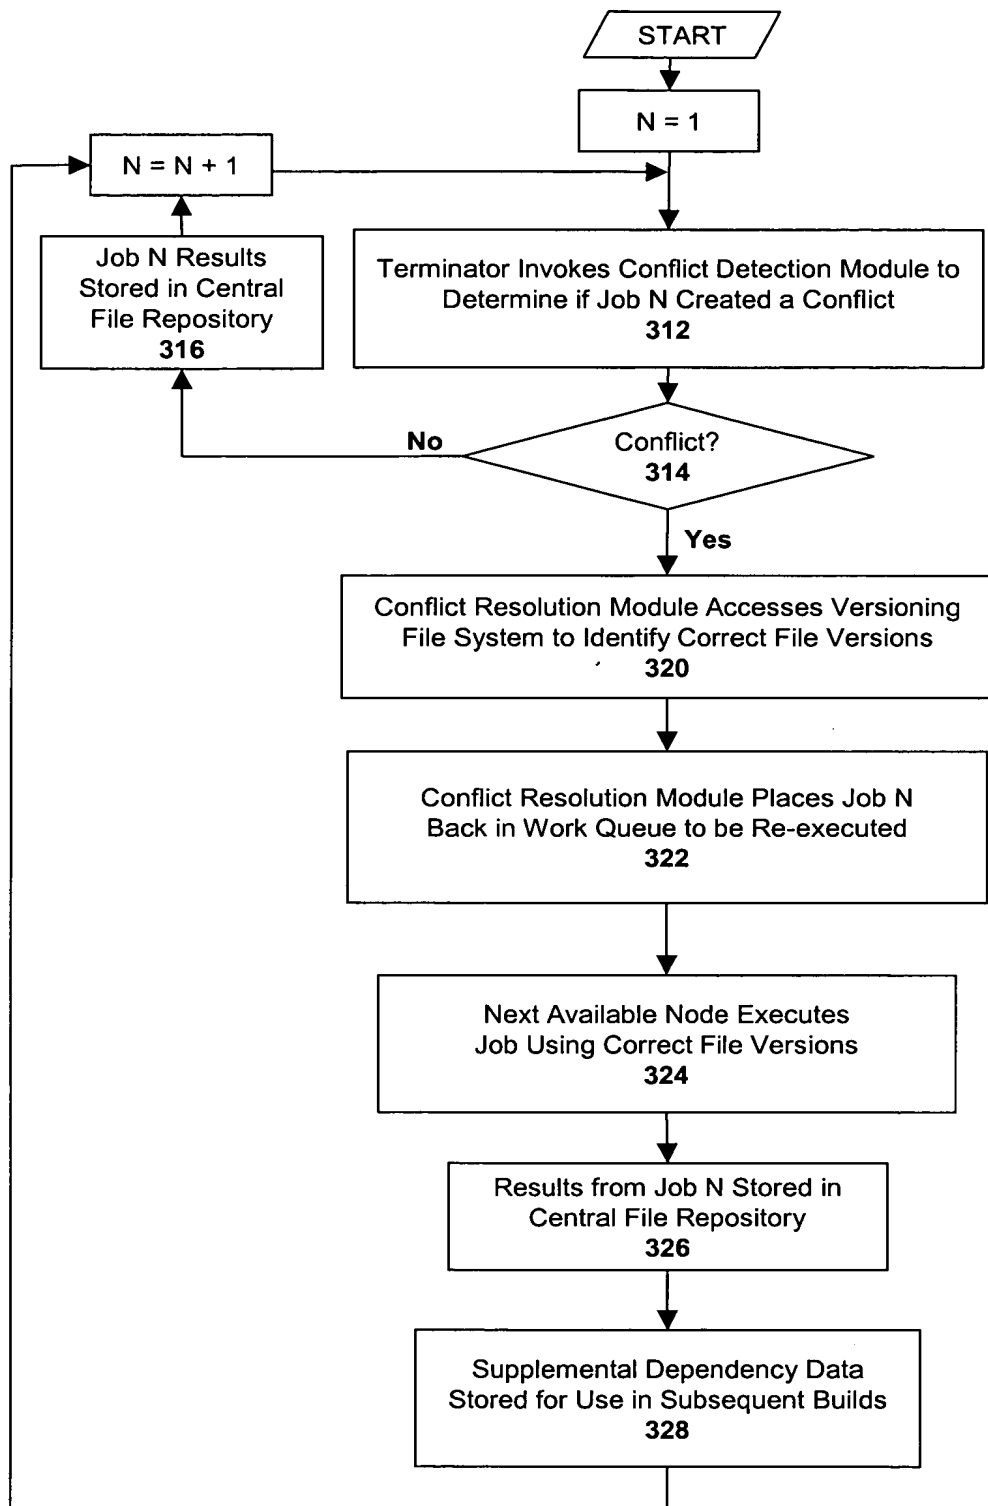 START
N = 1
N = N + 1
Job N Results
Stored in Central
File Repository
316
Terminator Invokes Conflict Detection Module to
Determine if Job N Created a Conflict
312
Conflict?
314
No
Yes
Conflict Resolution Module Accesses Versioning
File System to Identify Correct File Versions
320
Conflict Resolution Module Places Job N
Back in Work Queue to be Re-executed
322
Next Available Node Executes
Job Using Correct File Versions
324
Results from Job N Stored in
Central File Repository
326
Supplemental Dependency Data
Stored for Use in Subsequent Builds
328